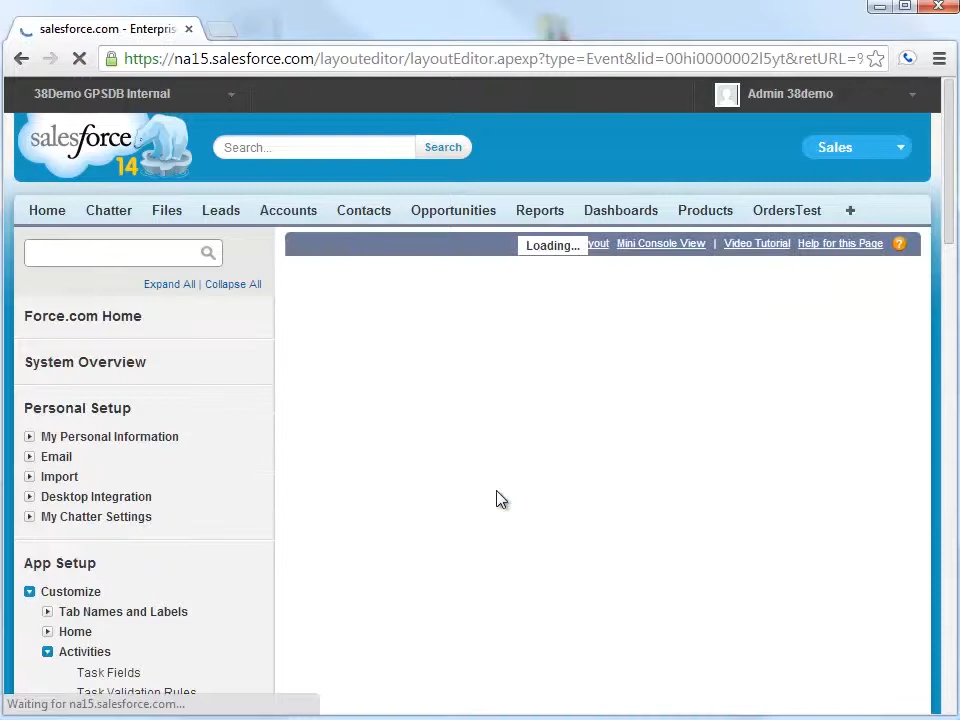 salesforce.com - Enterpris
https://na15.salesforce.com/layouteditor/layoutEditor.apexp?type=Event&lid=00hi0000002l5yt&retURL=%
38Demo GPSDB Internal
Admin 38demo
salesforce
14
Search...
Search
Sales
Home
Chatter
Files
Leads
Accounts
Contacts
Opportunities
Reports
Dashboards
Products
OrdersTest
Loading...
yout
Mini Console View |
Video Tutorial
Help for this Page
?
Expand All | Collapse All
Force.com Home
System Overview
Personal Setup
My Personal Information
Email
Import
Desktop Integration
My Chatter Settings
App Setup
Customize
Tab Names and Labels
Home
Activities
Task Fields
Task Validation Rules
Waiting for na15.salesforce.com...